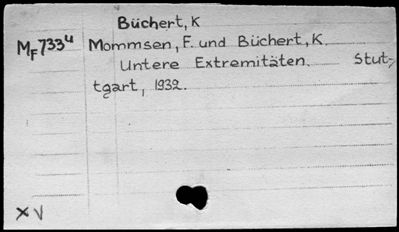 Büchert, K
MF 733u Mommsen, F. und Büchert, K.
Untere Extremitäten. Stut-
tgart, 1932.
x V